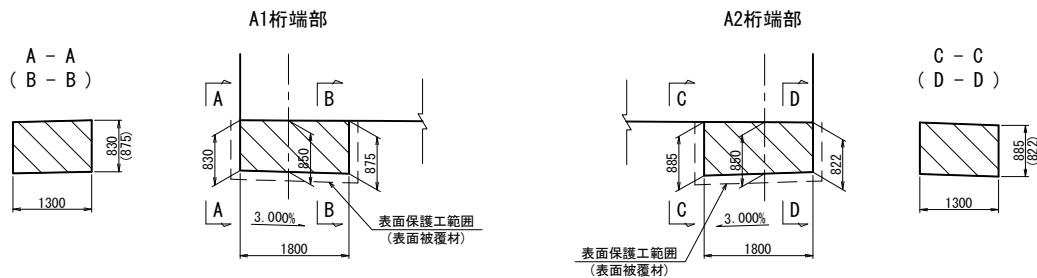 A1桁端部
A2桁端部
A - A
( B - B )
830
(875)
1300
A
B
830
850
875
A
B
3.000%
1800
表面保護工範囲
(表面被覆材)
C
D
885
850
822
C
D
3.000%
1800
表面保護工範囲
(表面被覆材)
C - C
( D - D )
885
(822)
1300